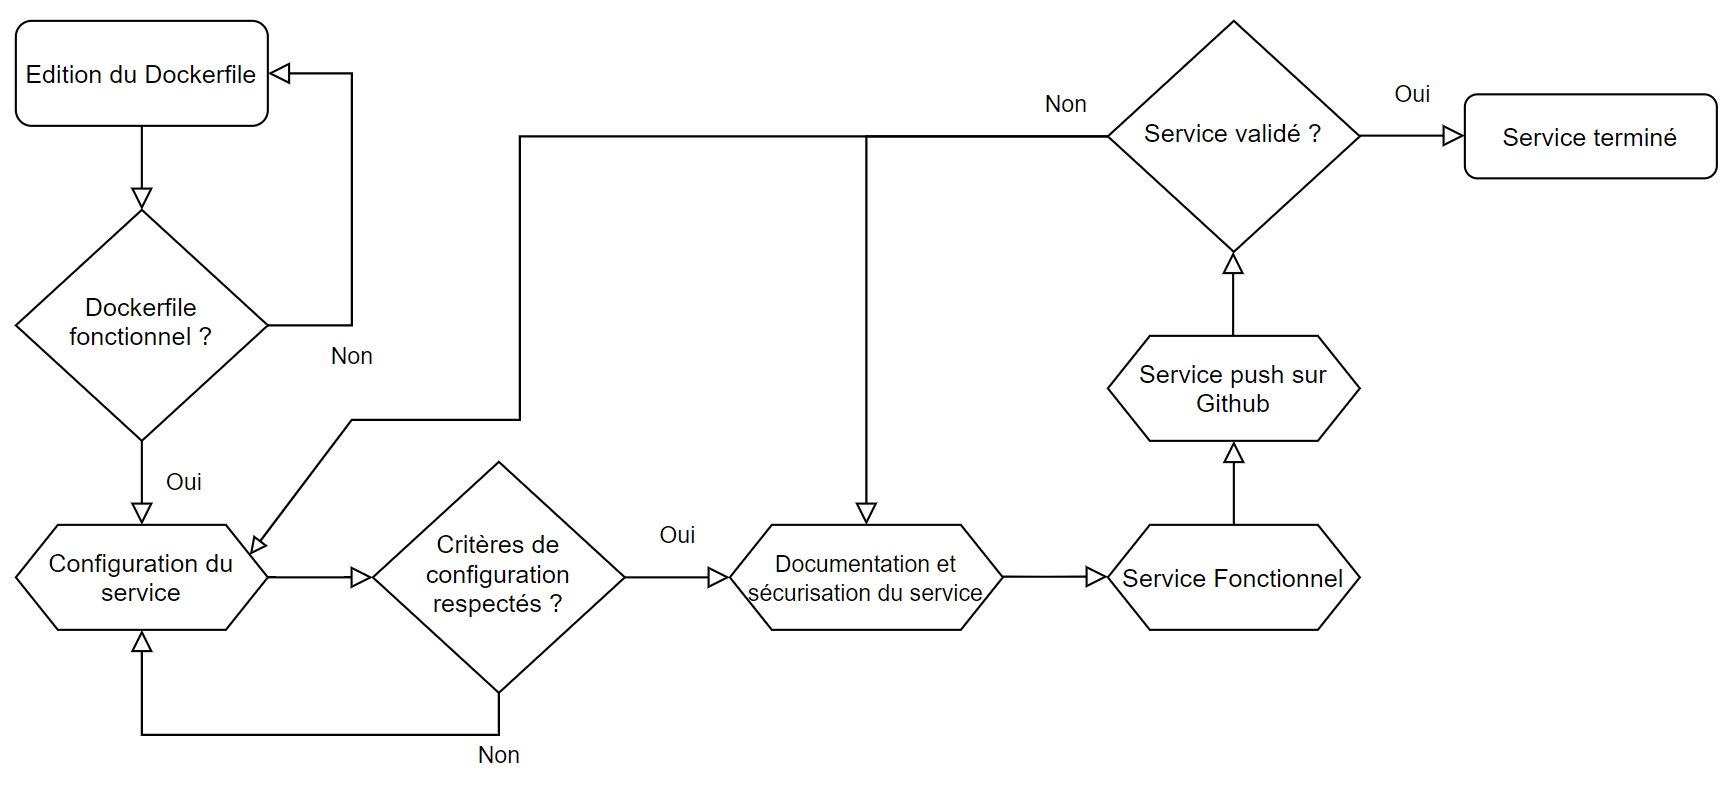 Edition du Dockerfile
Dockerfile
fonctionnel ?
Non
Oui
Configuration du
service
Critères de
configuration
respectés ?
Non
Oui
Documentation et
sécurisation du service
Service Fonctionnel
Service push sur
Github
Service validé ?
Non
Oui
Service terminé